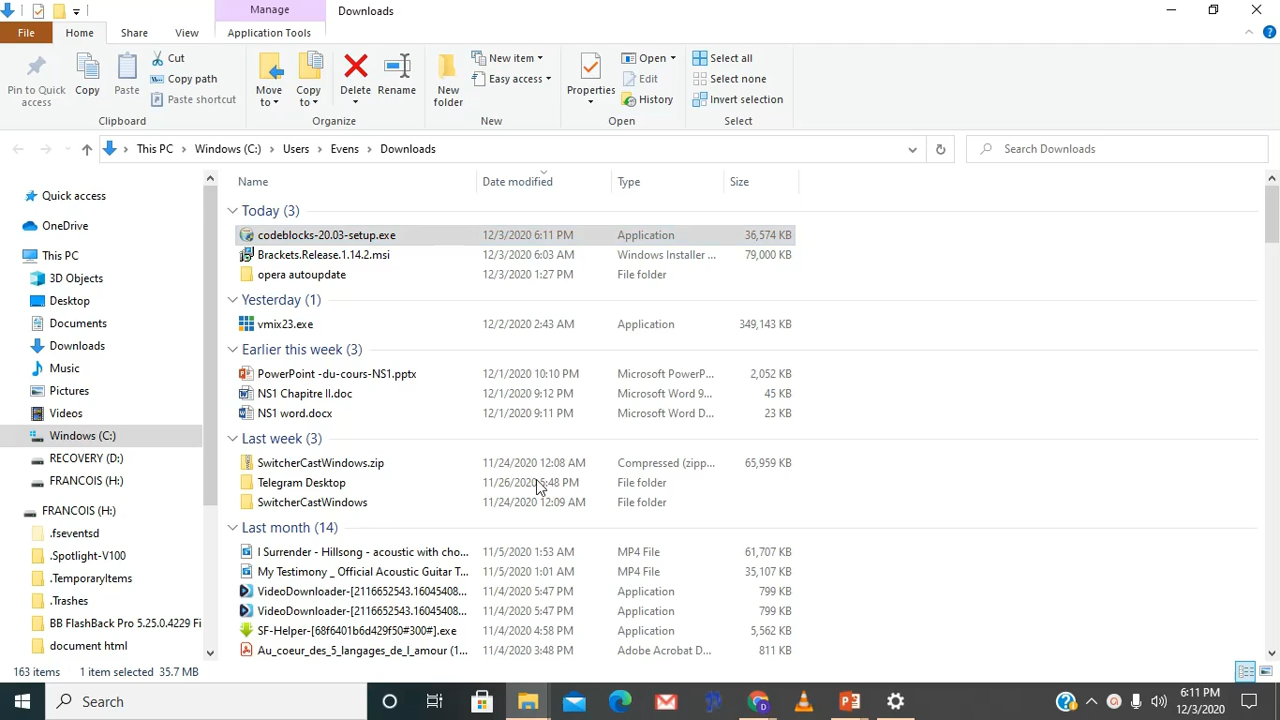 Manage
Downloads
File
Home
Share
View
Application Tools
Pin to Quick access
Copy
Paste
Cut
Copy path
Paste shortcut
Clipboard
Move to
Copy to
Delete
Rename
Organize
New folder
New item
Easy access
New
Properties
Open
Edit
History
Open
Select all
Select none
Invert selection
Select
This PC > Windows (C:) > Users > Evens > Downloads
Search Downloads
Name Date modified Type Size
Quick access
OneDrive
This PC
3D Objects
Desktop
Documents
Downloads
Music
Pictures
Videos
Windows (C:)
RECOVERY (D:)
FRANCOIS (H:)
FRANCOIS (H:)
.fseventsd
.Spotlight-V100
.TemporaryItems
.Trashes
BB FlashBack Pro 5.25.0.4229 Fi
document html
Today (3)
codeblocks-20.03-setup.exe 12/3/2020 6:11 PM Application 36,574 KB
Brackets.Release.1.14.2.msi 12/3/2020 6:03 AM Windows Installer ... 79,000 KB
opera autoupdate 12/3/2020 1:27 PM File folder
Yesterday (1)
vmix23.exe 12/2/2020 2:43 AM Application 349,143 KB
Earlier this week (3)
PowerPoint -du-cours-NS1.pptx 12/1/2020 10:10 PM Microsoft PowerP... 2,052 KB
NS1 Chapitre II.doc 12/1/2020 9:12 PM Microsoft Word 9... 45 KB
NS1 word.docx 12/1/2020 9:11 PM Microsoft Word D... 23 KB
Last week (3)
SwitcherCastWindows.zip 11/24/2020 12:08 AM Compressed (zipp... 65,959 KB
Telegram Desktop 11/26/2020 :48 PM File folder
SwitcherCastWindows 11/24/2020 12:09 AM File folder
Last month (14)
I Surrender - Hillsong - acoustic with cho... 11/5/2020 1:53 AM MP4 File 61,707 KB
My Testimony _ Official Acoustic Guitar T... 11/5/2020 1:01 AM MP4 File 35,107 KB
VideoDownloader-[2116652543.16045408... 11/4/2020 5:47 PM Application 799 KB
VideoDownloader-[2116652543.16045408... 11/4/2020 5:47 PM Application 799 KB
SF-Helper-[68f6401b6d429f50#300#].exe 11/4/2020 4:58 PM Application 5,562 KB
Au_coeur_des_5_langages_de_l_amour (1... 11/4/2020 3:48 PM Adobe Acrobat D... 811 KB
163 items 1 item selected 35.7 MB
Search
6:11 PM
12/3/2020